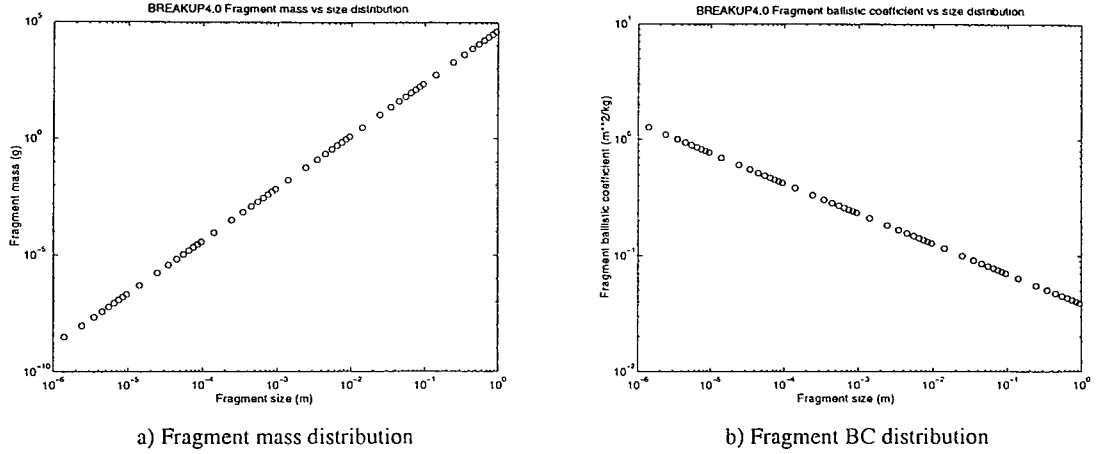 BREAKUP4.0 Fragment mass vs size distribution
10^5
10^0
10^-5
10^-10
Fragment mass (g)
10^-6 10^-5 10^-4 10^-3 10^-2 10^-1 10^0
Fragment size (m)
a) Fragment mass distribution
BREAKUP4.0 Fragment ballistic coefficient vs size distribution
10^1
10^0
10^-1
10^-2
Fragment ballistic coefficient (m**2/kg)
10^-6 10^-5 10^-4 10^-3 10^-2 10^-1 10^0
Fragment size (m)
b) Fragment BC distribution